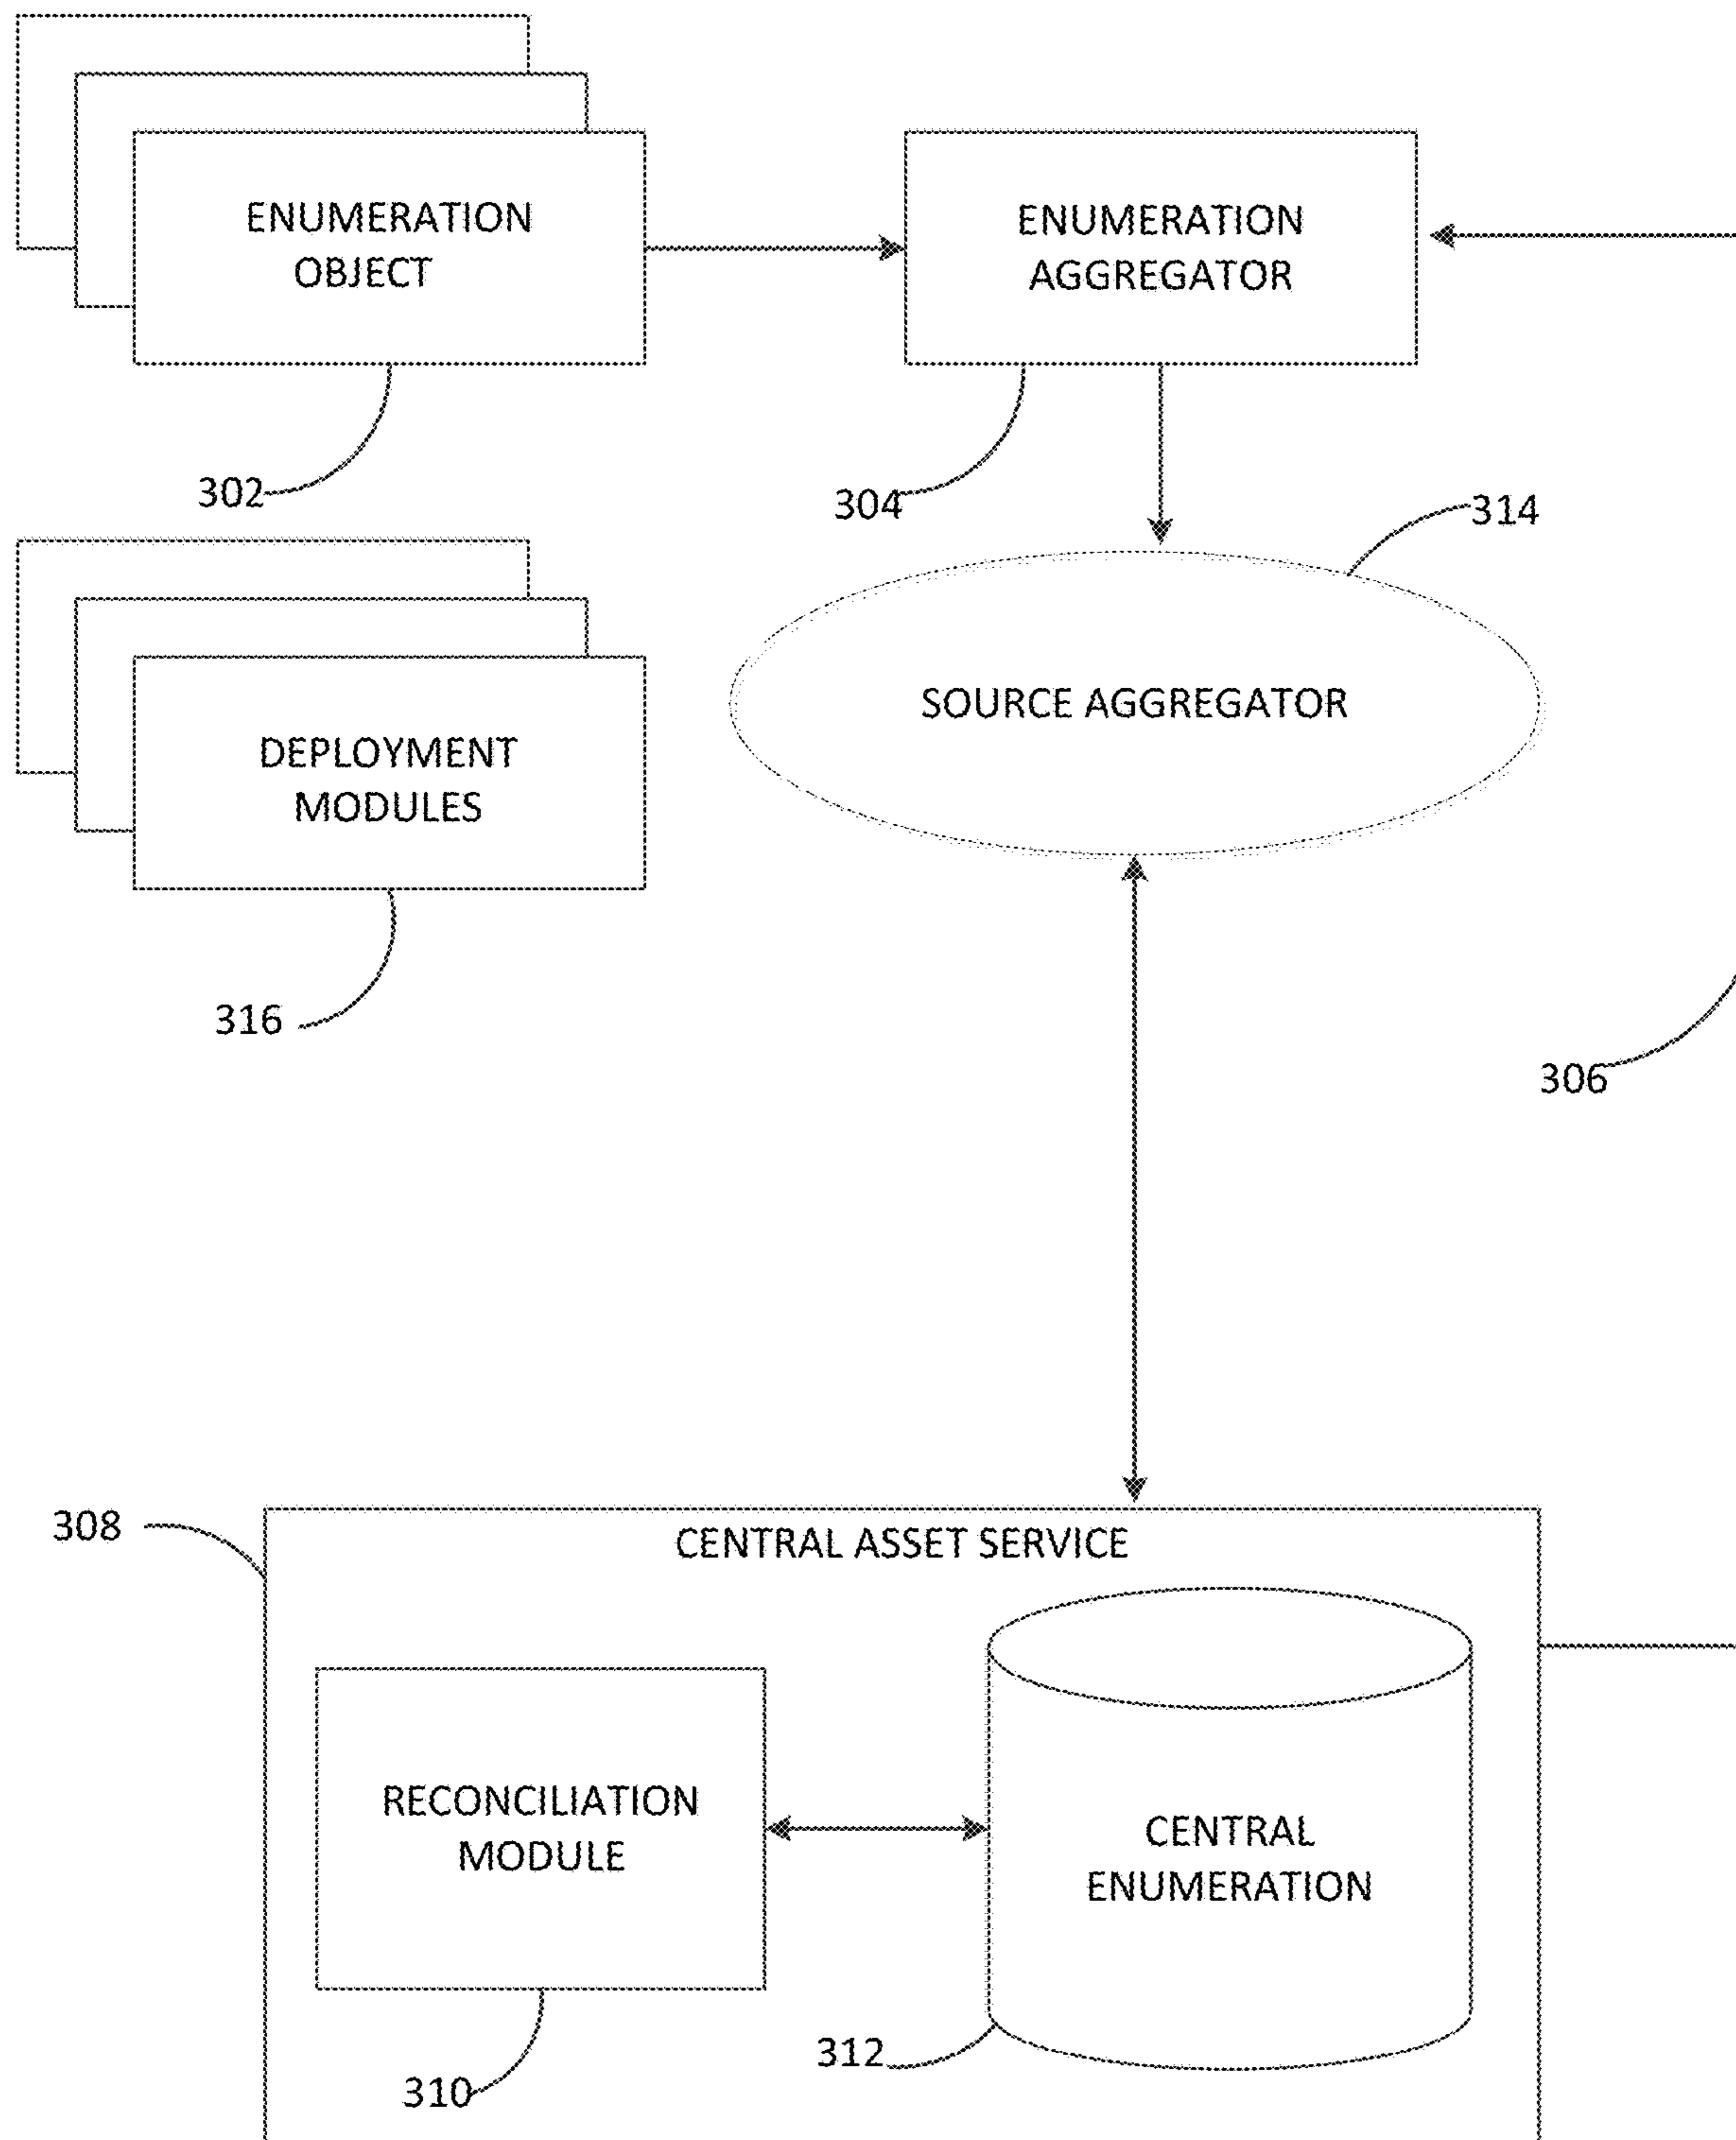 ENUMERATION
OBJECT
ENUMERATION
AGGREGATOR
302
304
314
SOURCE AGGREGATOR
DEPLOYMENT
MODULES
316
306
308
CENTRAL ASSET SERVICE
RECONCILIATION
MODULE
CENTRAL
ENUMERATION
312
310